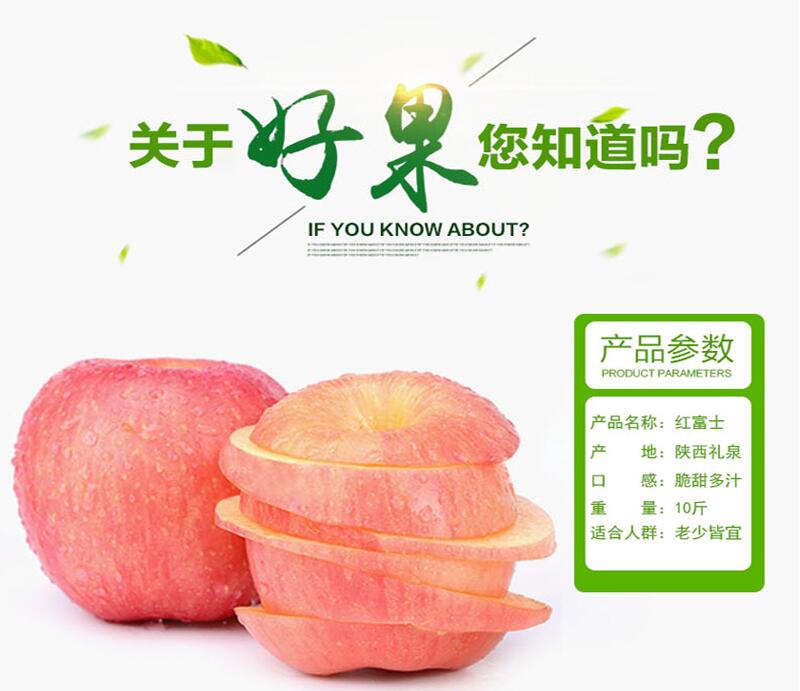 关于好果您知道吗?
IF YOU KNOW ABOUT?
产品参数
PRODUCT PARAMETERS
产品名称：红富士
产 地：陕西礼泉
口 感：脆甜多汁
重 量：10斤
适合人群：老少皆宜